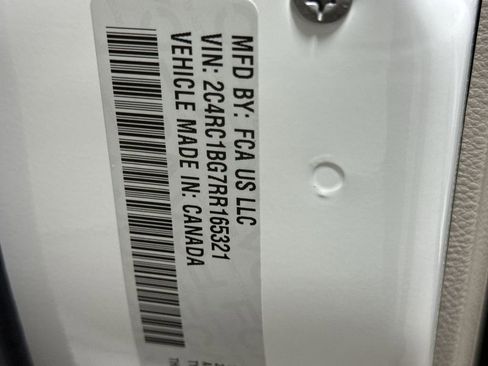 MFD BY: FCA US LLC
VIN: 2C4RC1BG7RR165321
VEHICLE MADE IN: CANADA